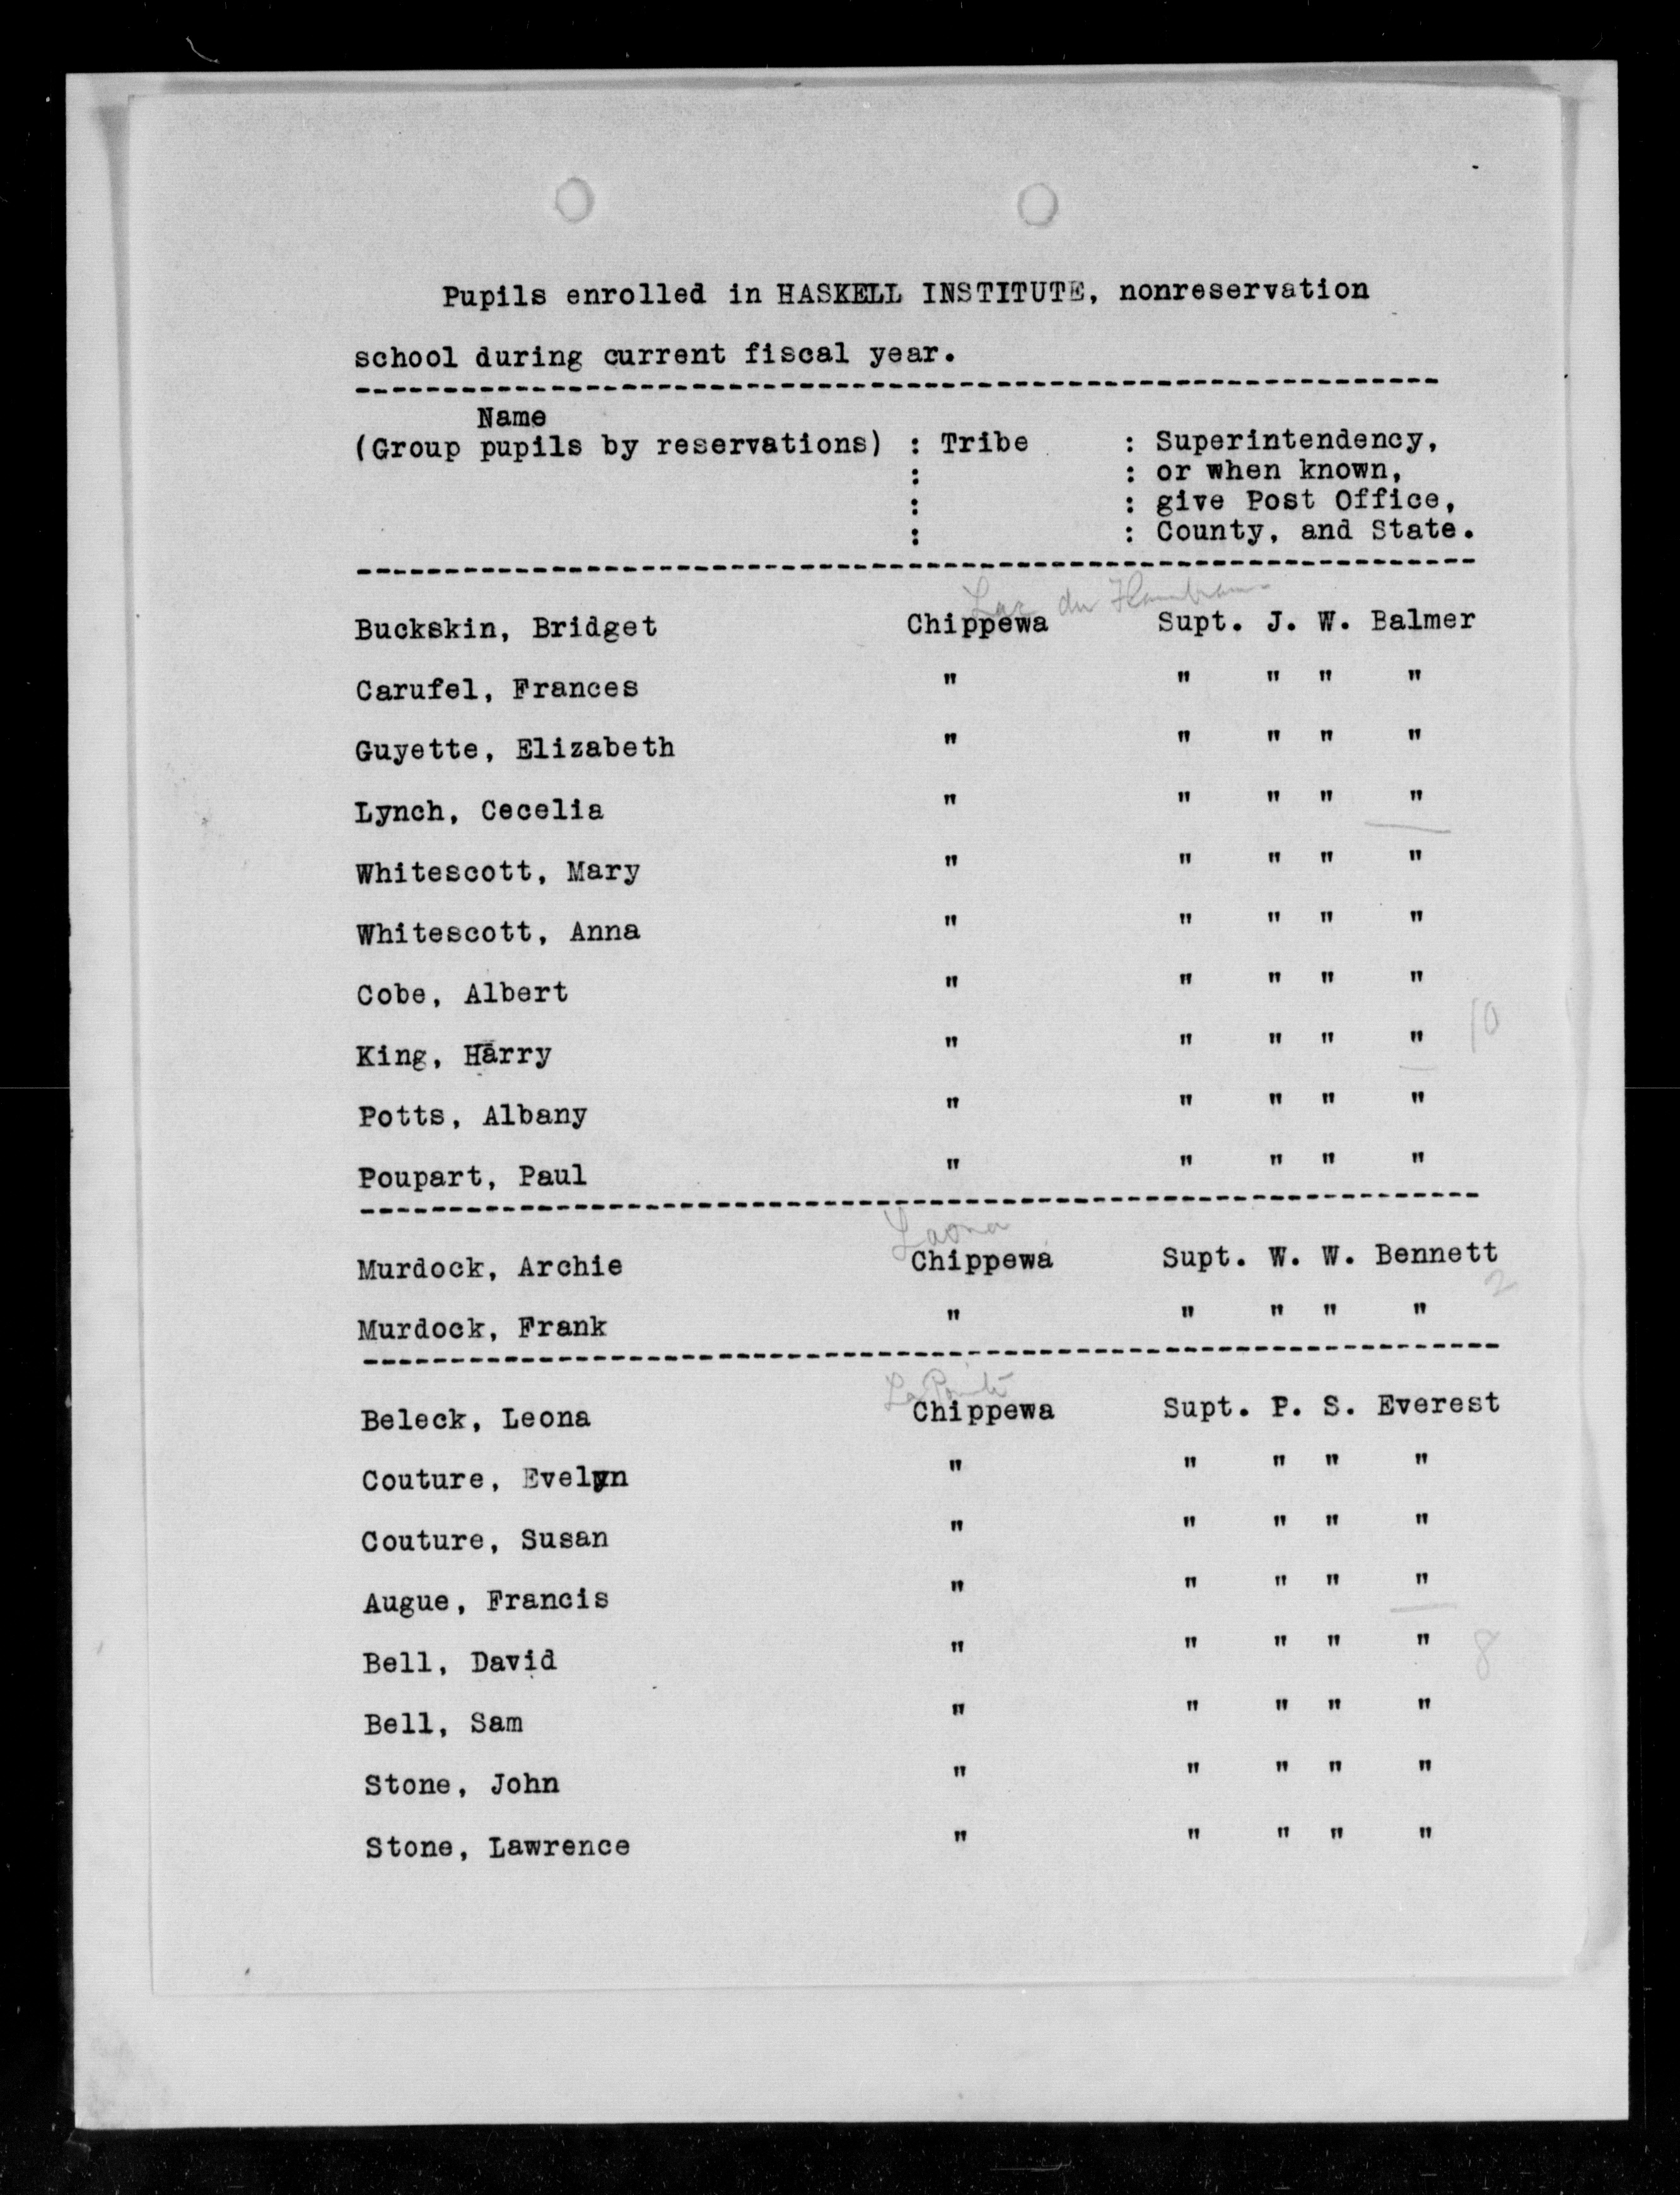 Pupils enrolled in HASKELL INSTITUTE, nonreservation
school during current fiscal year.
Name
(Group pupils by reservations) : Tribe : Superintendency,
: : or when known,
: : give Post Office,
: : County, and State.
Lac du Flambeau
Buckskin, Bridget Chippewa Supt. J. W. Balmer
Carufel, Frances " " " " "
Guyette, Elizabeth " " " " "
Lynch, Cecelia " " " " "
Whitescott, Mary " " " " "
Whitescott, Anna " " " " "
Cobe, Albert " " " " "
10
King, Harry " " " " "
Potts, Albany " " " " "
Poupart, Paul " " " " "
Laona
Murdock, Archie Chippewa Supt. W. W. Bennett
2
Murdock, Frank " " " " "
La Pointe
Beleck, Leona Chippewa Supt. P. S. Everest
Couture, Evelyn " " " " "
Couture, Susan " " " " "
Augue, Francis " " " " "
Bell, David " " " " " 8
Bell, Sam " " " " "
Stone, John " " " " "
Stone, Lawrence " " " " "